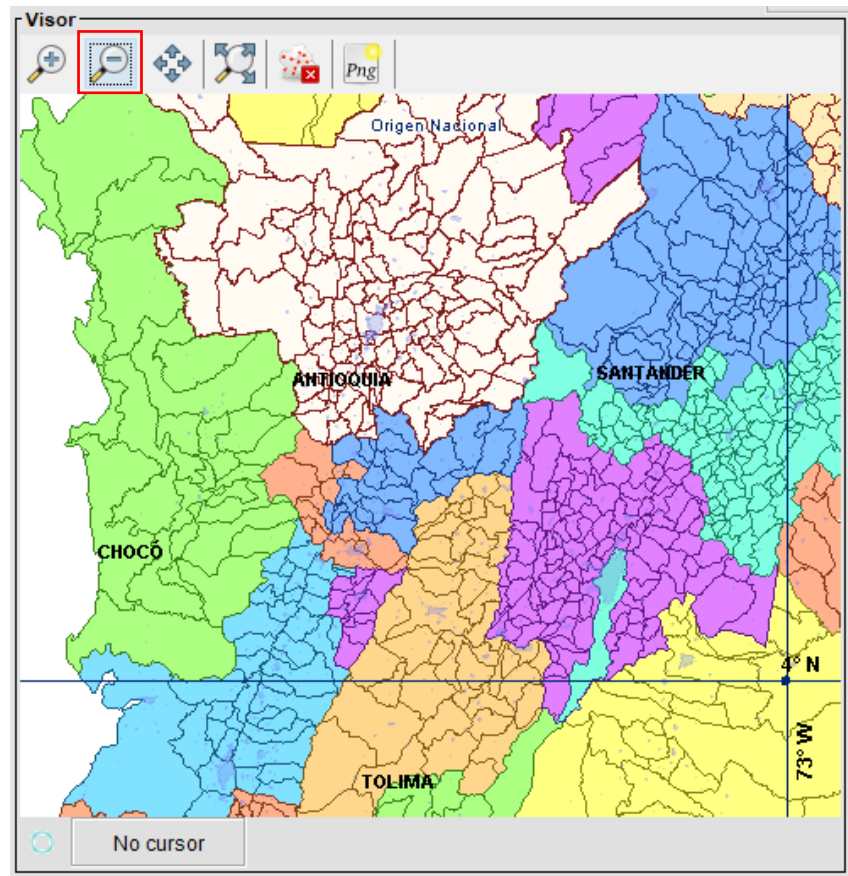 Visor
Png
Origen Nacional
ANTIOQUIA
SANTANDER
CHOCÓ
4° N
73° W
TOLIMA
No cursor